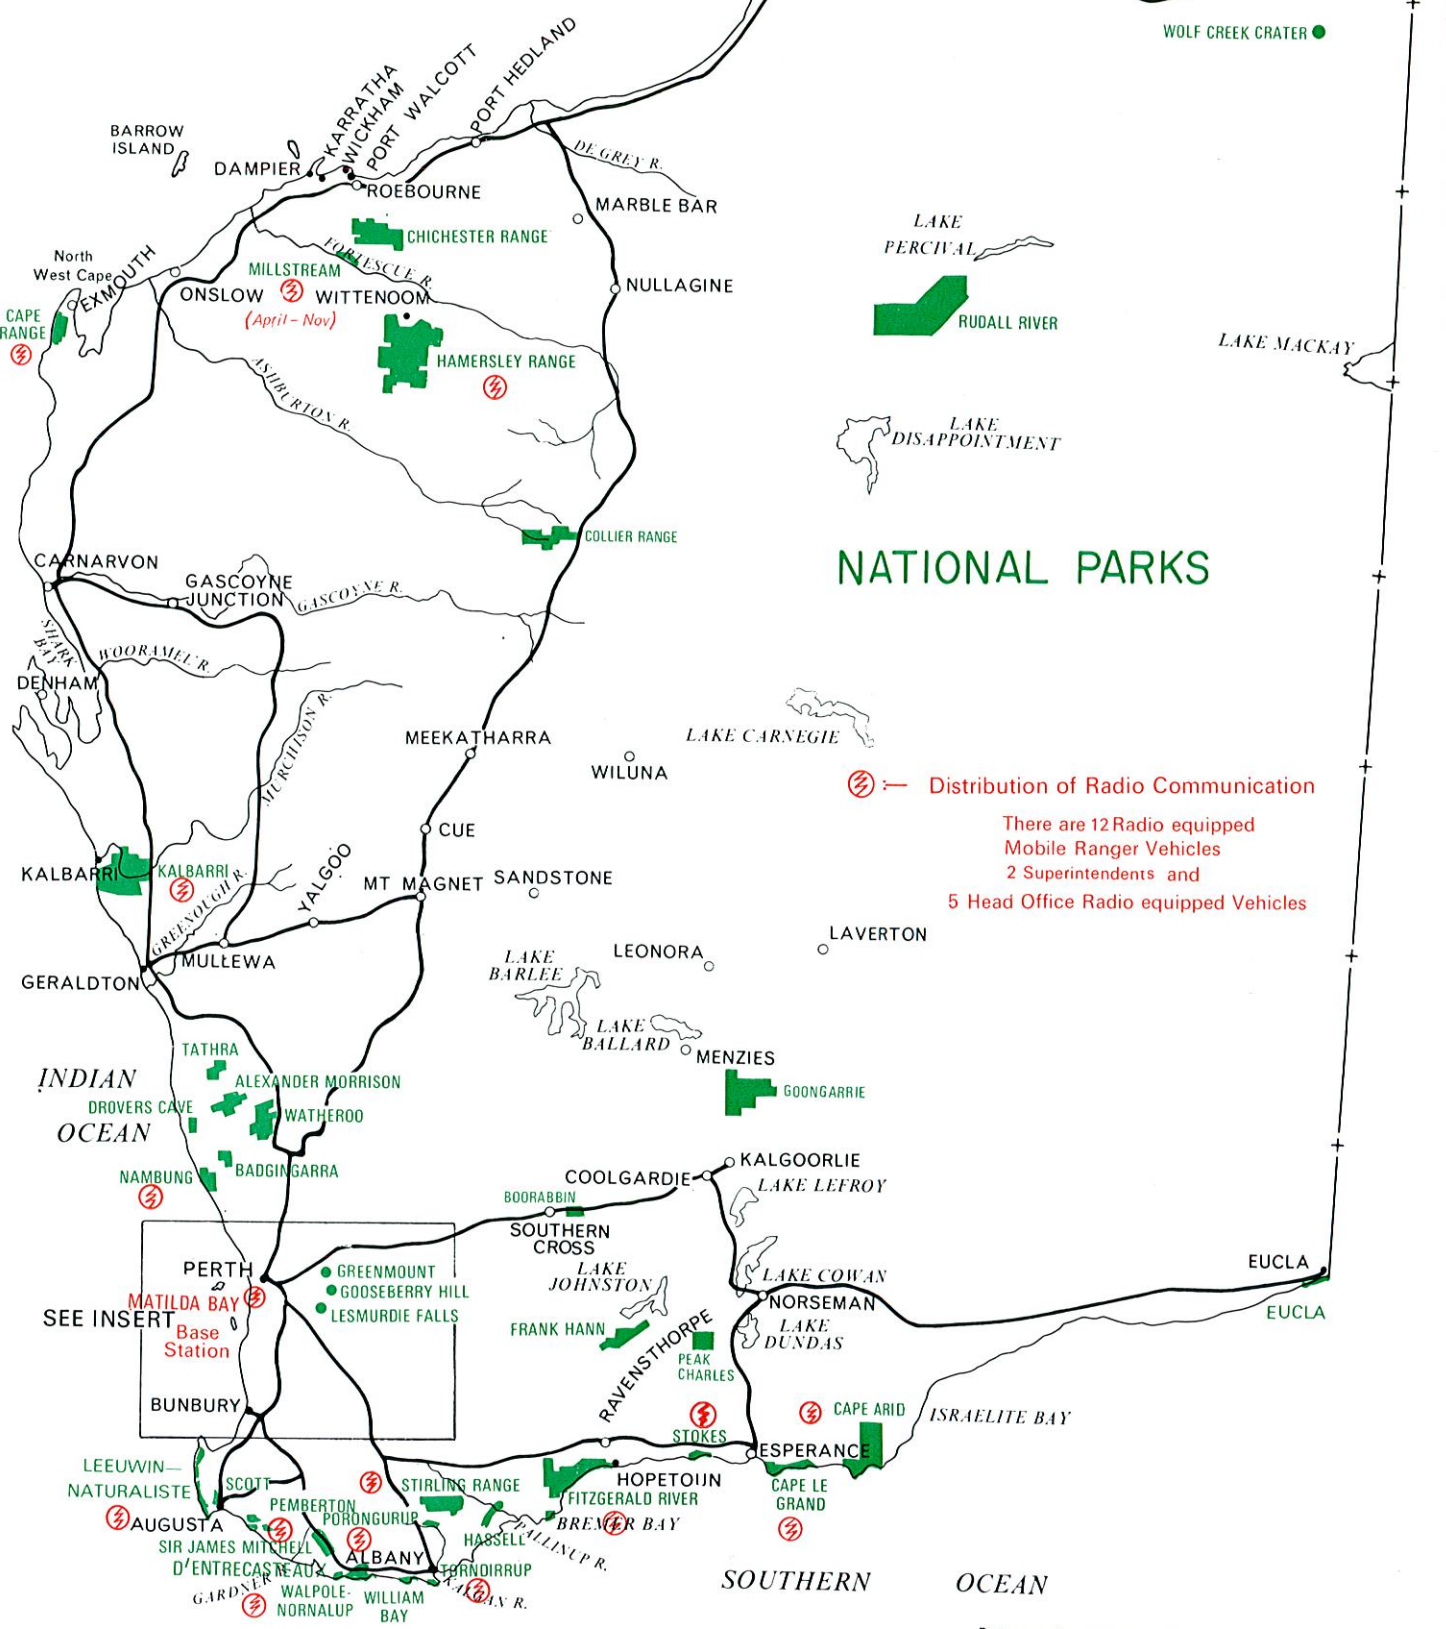 WOLF CREEK CRATER
KARRATHA
WICKHAM
PORT WALCOTT
PORT HEDLAND
BARROW
ISLAND
DAMPIER
ROEBOURNE
DE GREY R.
MARBLE BAR
CHICHESTER RANGE
LAKE
PERCIVAL
North
West Cape
EXMOUTH
MILLSTREAM
FORTESCUE R.
ONSLOW
WITTENOOM
(April - Nov)
NULLAGINE
CAPE
RANGE
RUDALL RIVER
HAMERSLEY RANGE
LAKE MACKAY
ASHBURTON R.
LAKE
DISAPPOINTMENT
COLLIER RANGE
NATIONAL PARKS
CARNARVON
GASCOYNE
JUNCTION
GASCOYNE R.
SHARK
BAY
WOORAMEL R.
DENHAM
MURCHISON R.
MEEKATHARRA
LAKE CARNEGIE
WILUNA
:— Distribution of Radio Communication
There are 12 Radio equipped
Mobile Ranger Vehicles
2 Superintendents and
5 Head Office Radio equipped Vehicles
CUE
KALBARRI
KALBARRI
YALGOO
MT MAGNET
SANDSTONE
GREENOUGH R.
MULLEWA
GERALDTON
LEONORA
LAVERTON
LAKE
BARLEE
LAKE
BALLARD
MENZIES
TATHRA
INDIAN
OCEAN
ALEXANDER MORRISON
DROVERS CAVE
WATHEROO
GOONGARRIE
NAMBUNG
BADGINGARRA
KALGOORLIE
COOLGARDIE
LAKE LEFROY
BOORABBIN
SOUTHERN
CROSS
PERTH
GREENMOUNT
GOOSEBERRY HILL
LESMURDIE FALLS
MATILDA BAY
SEE INSERT
Base
Station
LAKE
JOHNSTON
LAKE COWAN
NORSEMAN
LAKE
DUNDAS
EUCLA
EUCLA
FRANK HANN
RAVENSTHORPE
PEAK
CHARLES
BUNBURY
STOKES
CAPE ARID
ISRAELITE BAY
ESPERANCE
LEEUWIN—
NATURALISTE
SCOTT
STIRLING RANGE
HOPETOUN
CAPE LE
GRAND
AUGUSTA
PEMBERTON
PORONGURUP
FITZGERALD RIVER
BREMER BAY
SIR JAMES MITCHELL
HASSELL
PALLINUP R.
D'ENTRECASTEAUX
ALBANY
TORNDIRRUP
GARDNER R.
WALPOLE-
NORNALUP
WILLIAM
BAY
KALGAN R.
SOUTHERN OCEAN